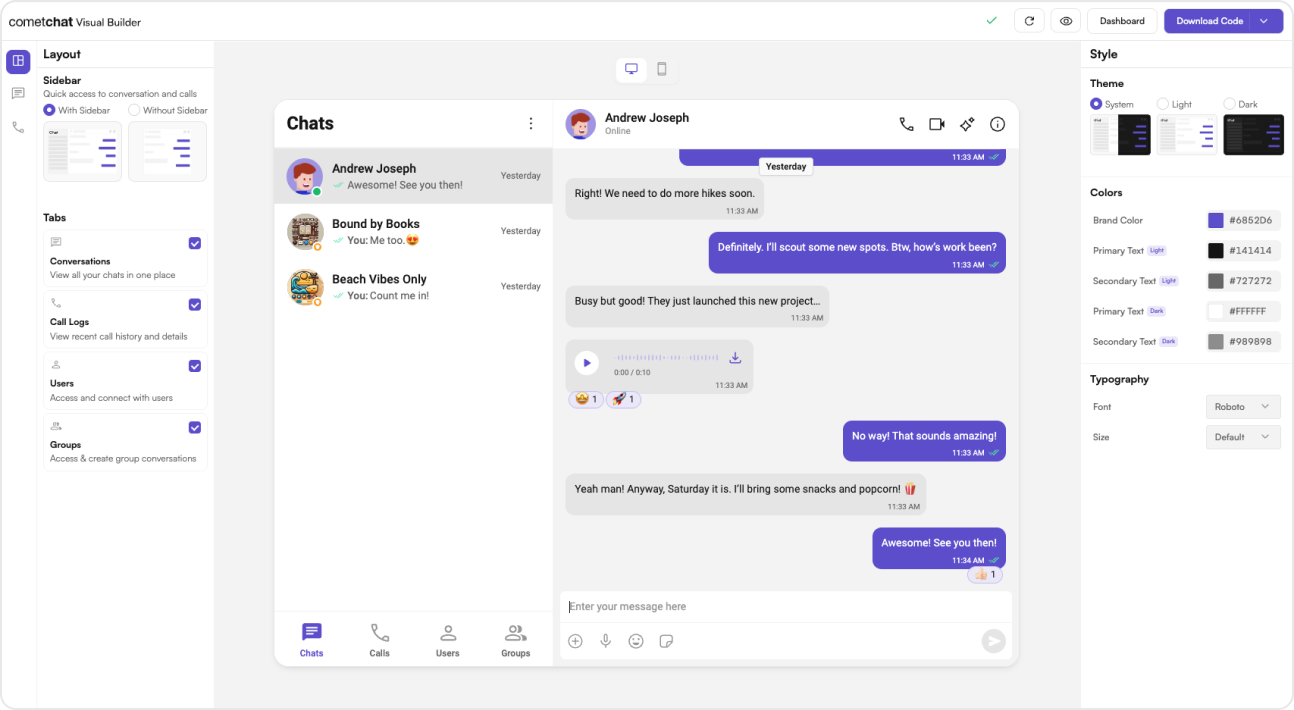 cometchat Visual Builder
Dashboard
Download Code
Layout
Sidebar
Quick access to conversation and calls
With Sidebar
Without Sidebar
Chat
Tabs
Conversations
View all your chats in one place
Call Logs
View recent call history and details
Users
Access and connect with users
Groups
Access & create group conversations
Chats
Andrew Joseph
Awesome! See you then!
Yesterday
Bound by Books
You: Me too.😍
Yesterday
Beach Vibes Only
You: Count me in!
Yesterday
Chats
Calls
Users
Groups
Andrew Joseph
Online
11:33 AM
Yesterday
Right! We need to do more hikes soon.
11:33 AM
Definitely. I'll scout some new spots. Btw, how's work been?
11:33 AM
Busy but good! They just launched this new project...
11:33 AM
0:00 / 0:10
11:33 AM
🤩 1
🚀 1
No way! That sounds amazing!
11:33 AM
Yeah man! Anyway, Saturday it is. I'll bring some snacks and popcorn! 🍿
11:33 AM
Awesome! See you then!
11:34 AM
👍🏻 1
Enter your message here
Style
Theme
System
Light
Dark
Chat
Chat
Chat
Colors
Brand Color
#6852D6
Primary Text Light
#141414
Secondary Text Light
#727272
Primary Text Dark
#FFFFFF
Secondary Text Dark
#989898
Typography
Font
Roboto
Size
Default